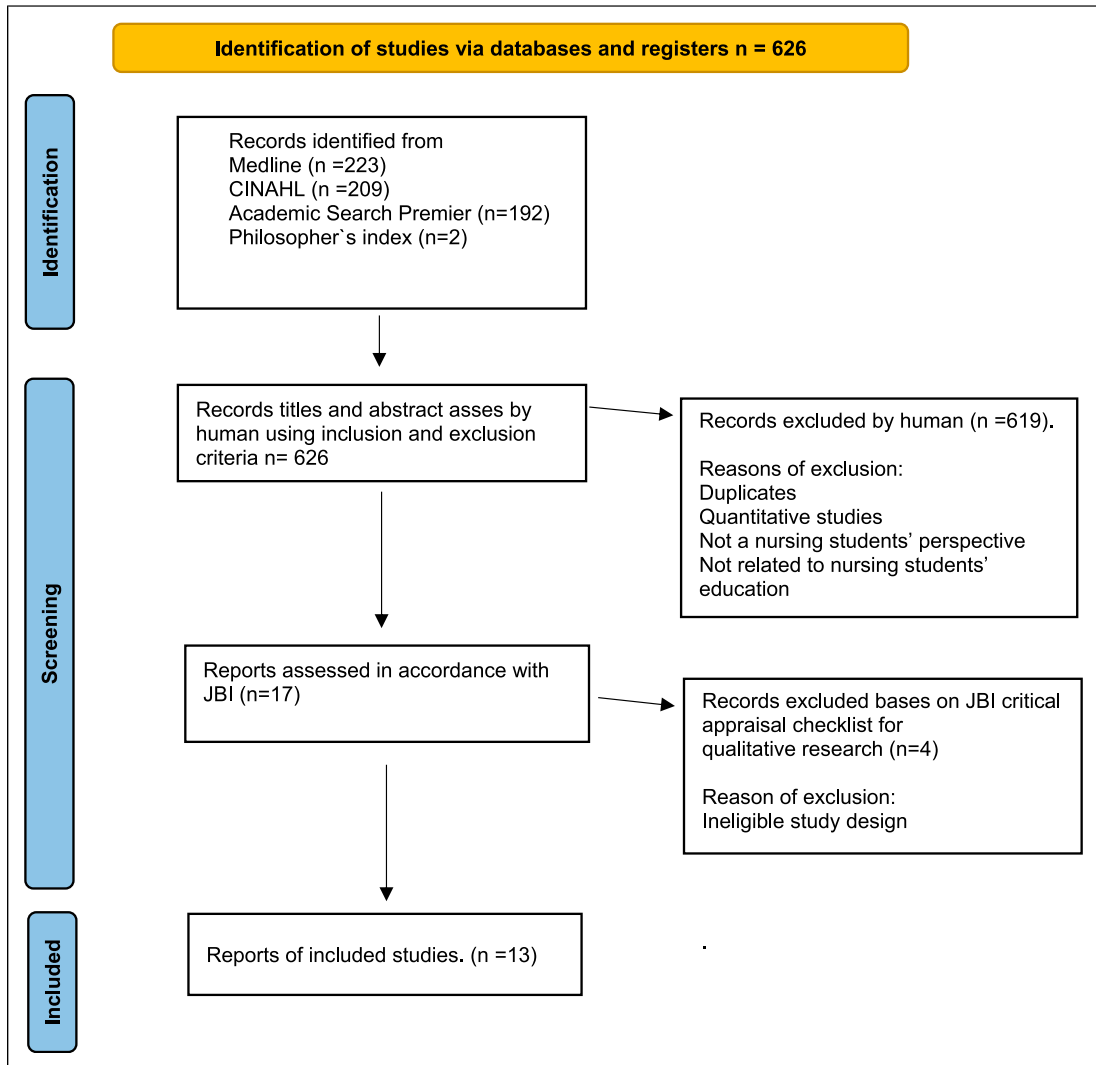 Identification of studies via databases and registers n = 626
Identification
Records identified from
Medline (n =223)
CINAHL (n =209)
Academic Search Premier (n=192)
Philosopher`s index (n=2)
Screening
Records titles and abstract asses by
human using inclusion and exclusion
criteria n= 626
Records excluded by human (n =619).
Reasons of exclusion:
Duplicates
Quantitative studies
Not a nursing students’ perspective
Not related to nursing students’
education
Reports assessed in accordance with
JBI (n=17)
Records excluded bases on JBI critical
appraisal checklist for
qualitative research (n=4)
Reason of exclusion:
Ineligible study design
Included
Reports of included studies. (n =13)
.